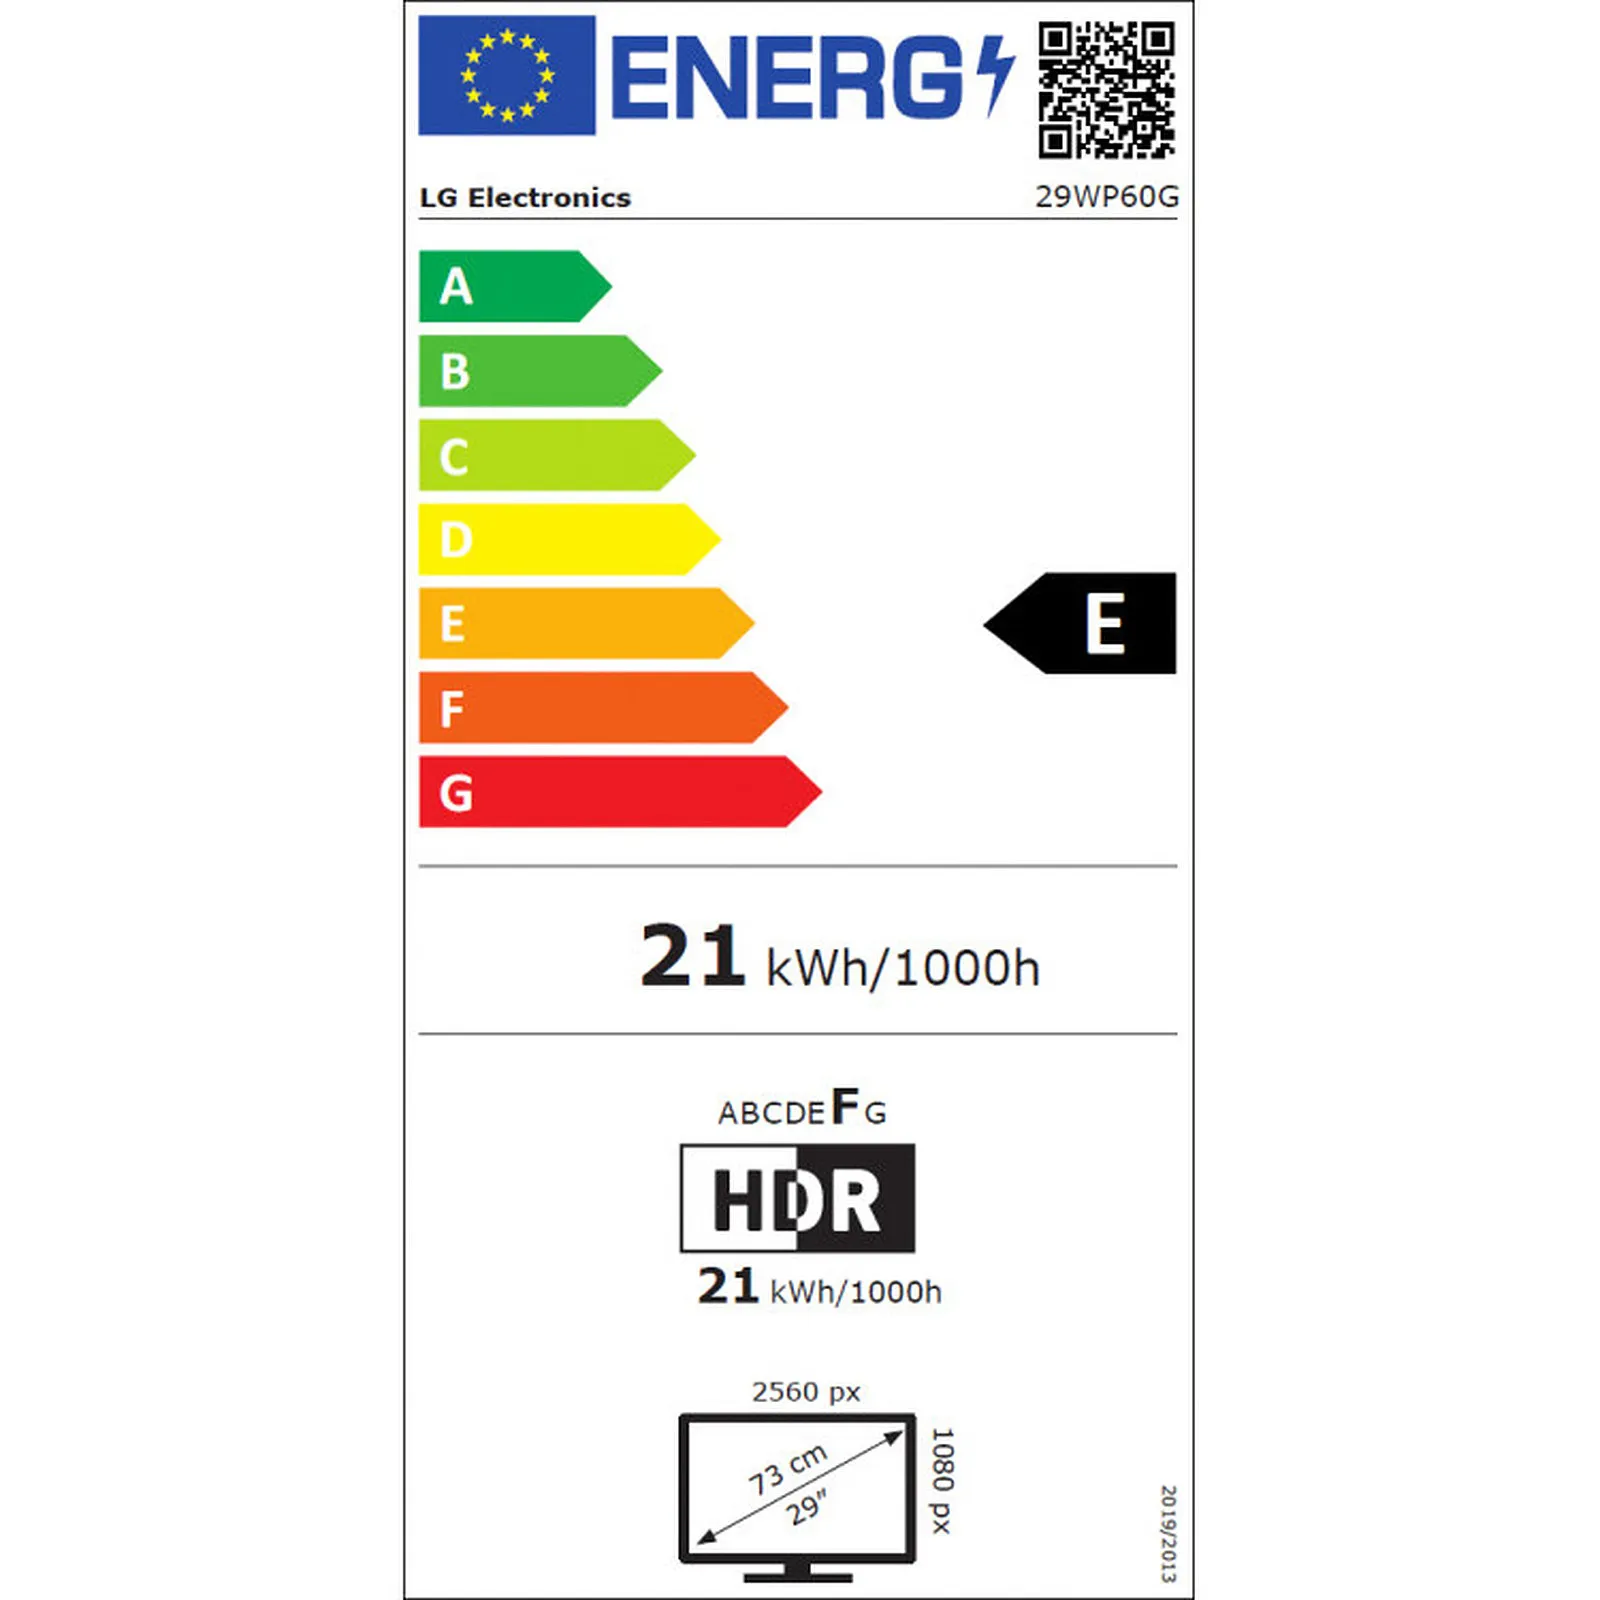 ENERG
LG Electronics 29WP60G
A
B
C
D
E
E
F
G
21 kWh/1000h
ABCDEFG
HDR
21 kWh/1000h
2560 px
73 cm
29"
1080 px
2019/2013